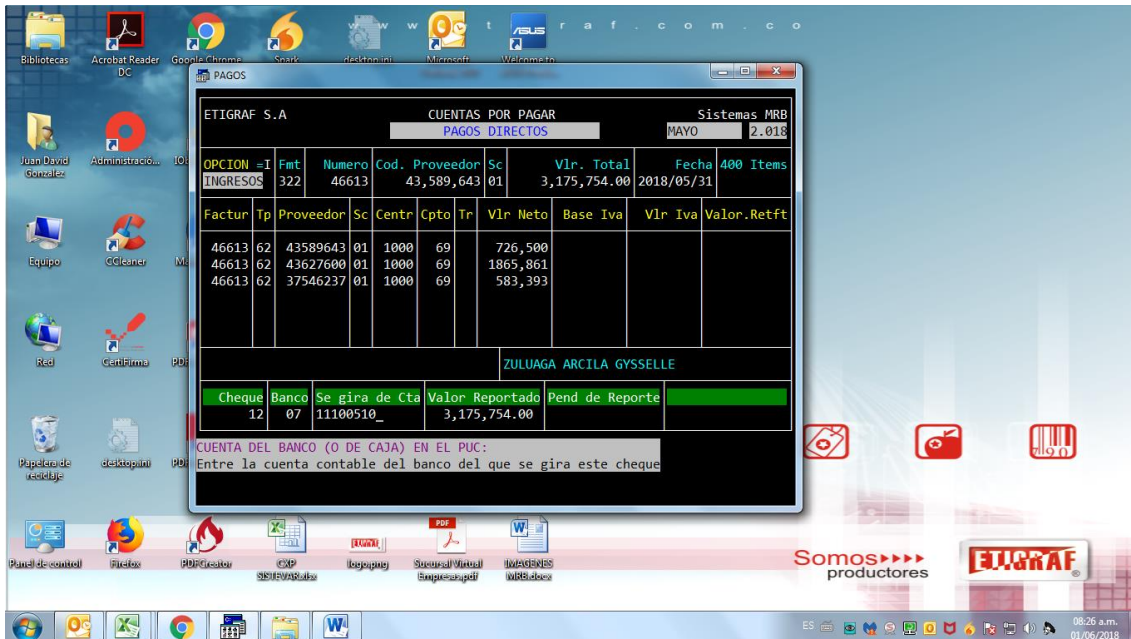 w w w t r a f . c o m . c o
Bibliotecas
Acrobat Reader DC
Google Chrome
Spark
desktop.ini
Microsoft
Welcome to
ASUS
PAGOS
ETIGRAF S.A CUENTAS POR PAGAR Sistemas MRB
PAGOS DIRECTOS MAYO 2.018
OPCION =I Fmt Numero Cod. Proveedor Sc Vlr. Total Fecha 400 Items
INGRESOS 322 46613 43,589,643 01 3,175,754.00 2018/05/31
Factur Tp Proveedor Sc Centr Cpto Tr Vlr Neto Base Iva Vlr Iva Valor.Retft
46613 62 43589643 01 1000 69 726,500
46613 62 43627600 01 1000 69 1865,861
46613 62 37546237 01 1000 69 583,393
ZULUAGA ARCILA GYSSELLE
Cheque Banco Se gira de Cta Valor Reportado Pend de Reporte
12 07 11100510_ 3,175,754.00
CUENTA DEL BANCO (O DE CAJA) EN EL PUC:
Entre la cuenta contable del banco del que se gira este cheque
Juan David Gonzalez
Administració...
Equipo
CCleaner
Red
CertiFirma
Papelera de reciclaje
desktop.ini
Panel de control
Firefox
PDFCreator
CXP SISTEVAR.xlsx
logo.png
Sucursal Virtual Empresas.pdf
IMAGENES MRB.docx
PDF
Somos
productores
ETIGRAF
ES
08:26 a.m.
01/06/2018